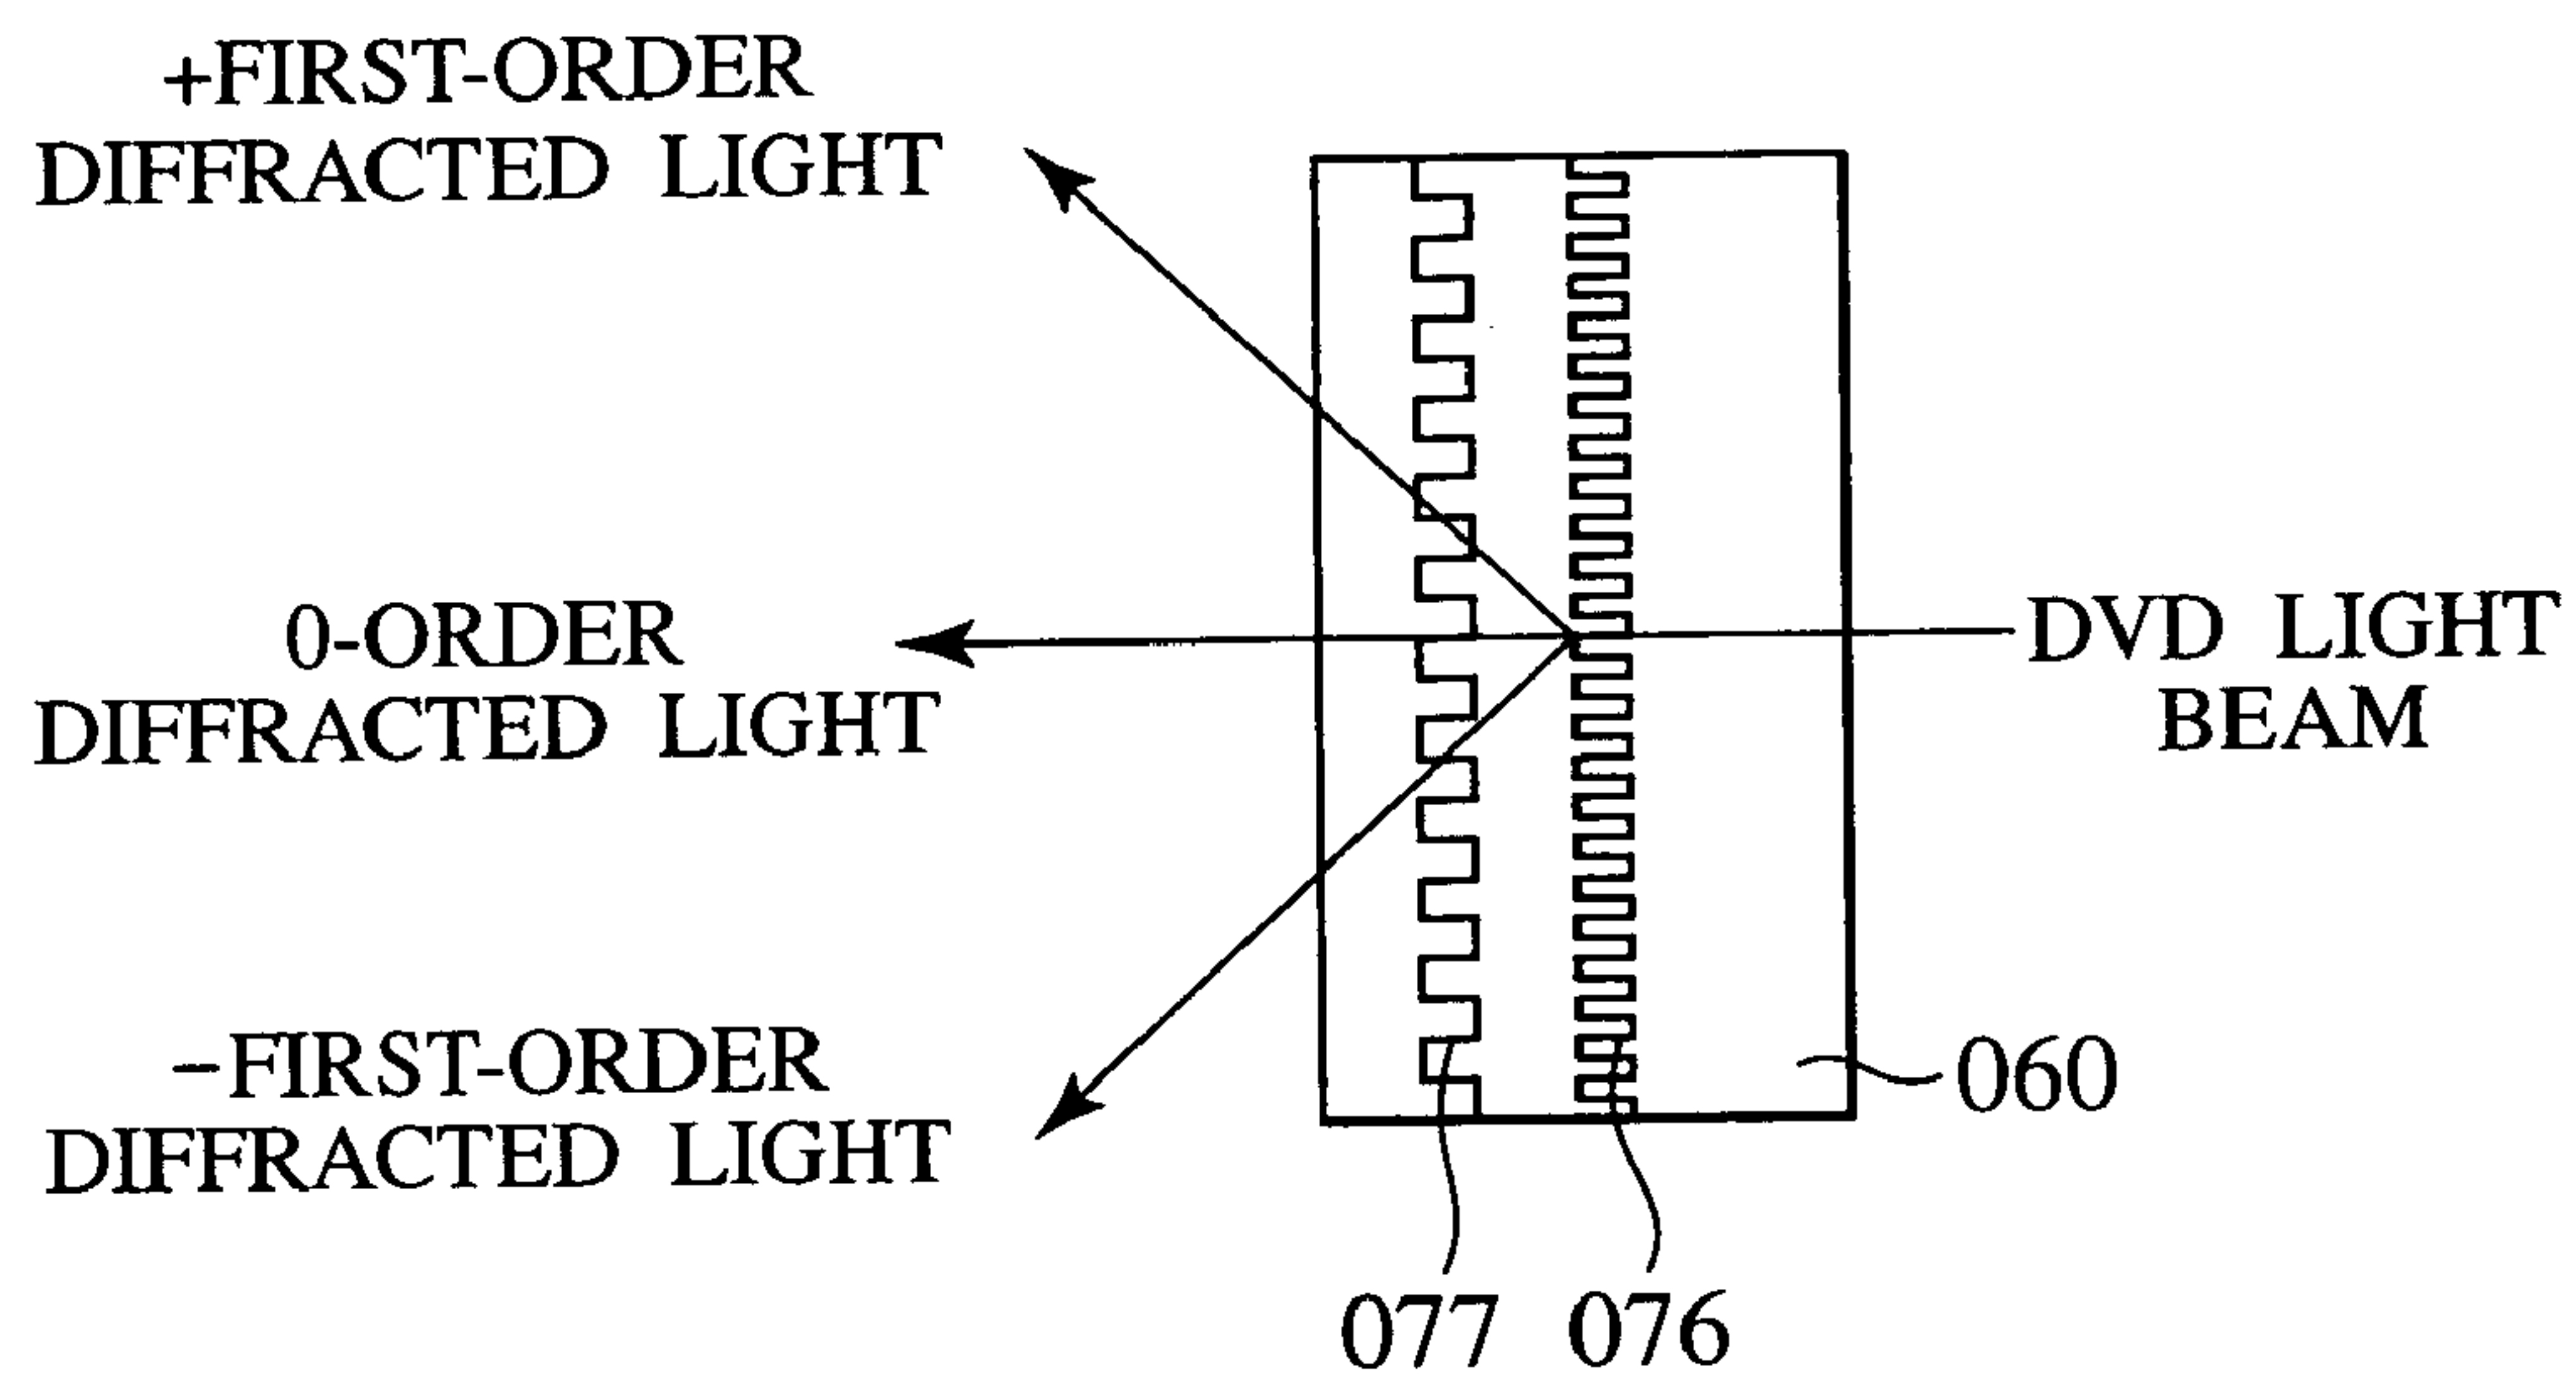 +FIRST-ORDER
DIFFRACTED LIGHT
0-ORDER
DIFFRACTED LIGHT
DVD LIGHT
BEAM
−FIRST-ORDER
DIFFRACTED LIGHT
060
077 076